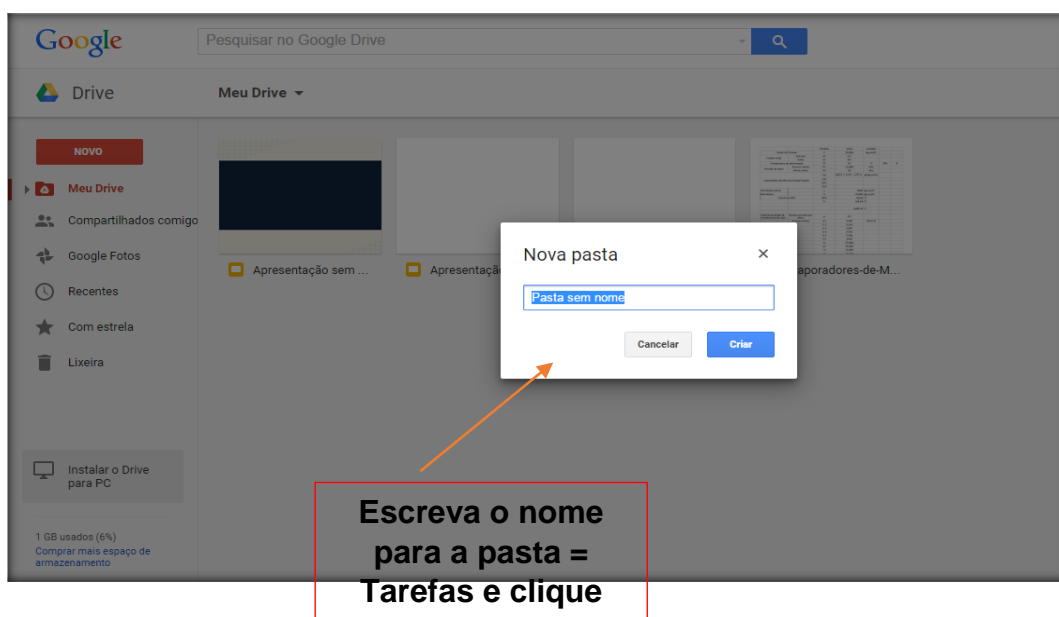 Google
Pesquisar no Google Drive
Drive
Meu Drive
NOVO
Meu Drive
Compartilhados comigo
Google Fotos
Recentes
Com estrela
Lixeira
Instalar o Drive
para PC
1 GB usados (6%)
Comprar mais espaço de
armazenamento
Apresentação sem ...
Apresentaçã
aporadores-de-M...
Nova pasta
Pasta sem nome
Cancelar
Criar
Escreva o nome
para a pasta =
Tarefas e clique